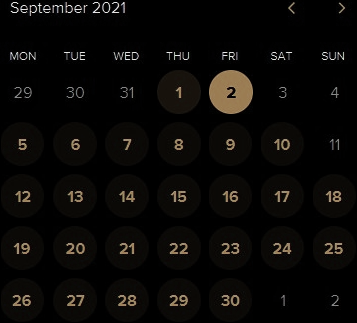 September 2021 < >
MON TUE WED THU FRI SAT SUN
29 30 31 1 2 3 4
5 6 7 8 9 10 11
12 13 14 15 16 17 18
19 20 21 22 23 24 25
26 27 28 29 30 1 2